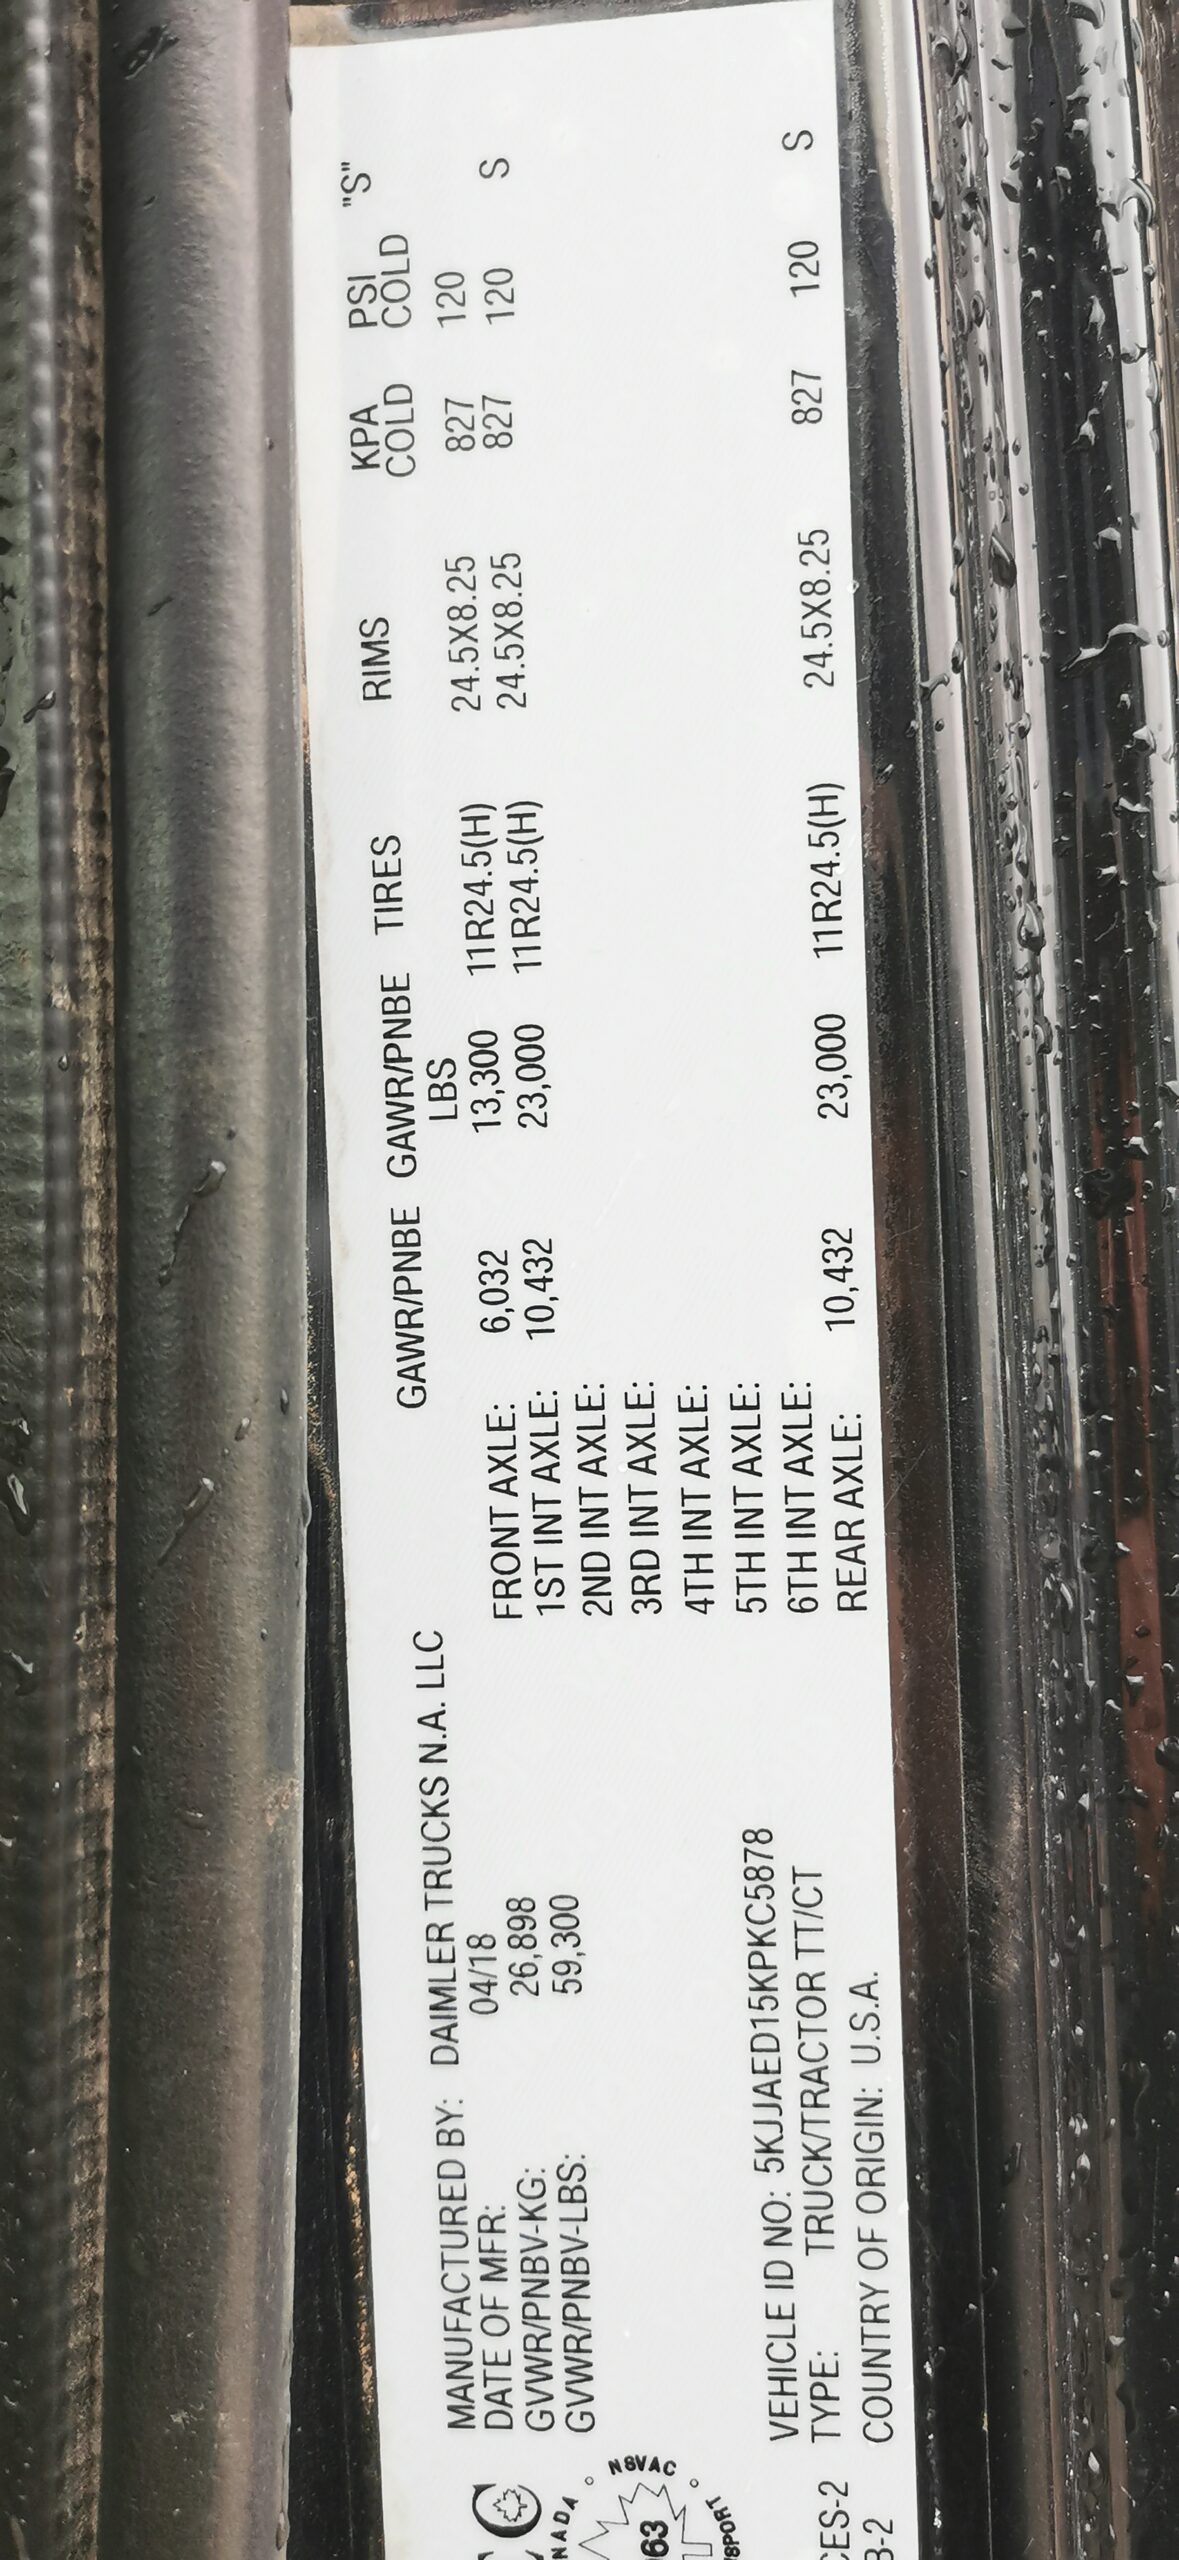 GAWR/PNBE GAWR/PNBE TIRES RIMS KPA PSI "S"
LBS COLD COLD
MANUFACTURED BY: DAIMLER TRUCKS N.A. LLC
DATE OF MFR: 04/18
GVWR/PNBV-KG: 26,898
GVWR/PNBV-LBS: 59,300
FRONT AXLE: 6,032 13,300 11R24.5(H) 24.5X8.25 827 120
1ST INT AXLE: 10,432 23,000 11R24.5(H) 24.5X8.25 827 120 S
2ND INT AXLE:
3RD INT AXLE:
4TH INT AXLE:
5TH INT AXLE:
6TH INT AXLE:
REAR AXLE: 10,432 23,000 11R24.5(H) 24.5X8.25 827 120 S
VEHICLE ID NO: 5KJJAED15KPKC5878
TYPE: TRUCK/TRACTOR TT/CT
COUNTRY OF ORIGIN: U.S.A.
NSVAC